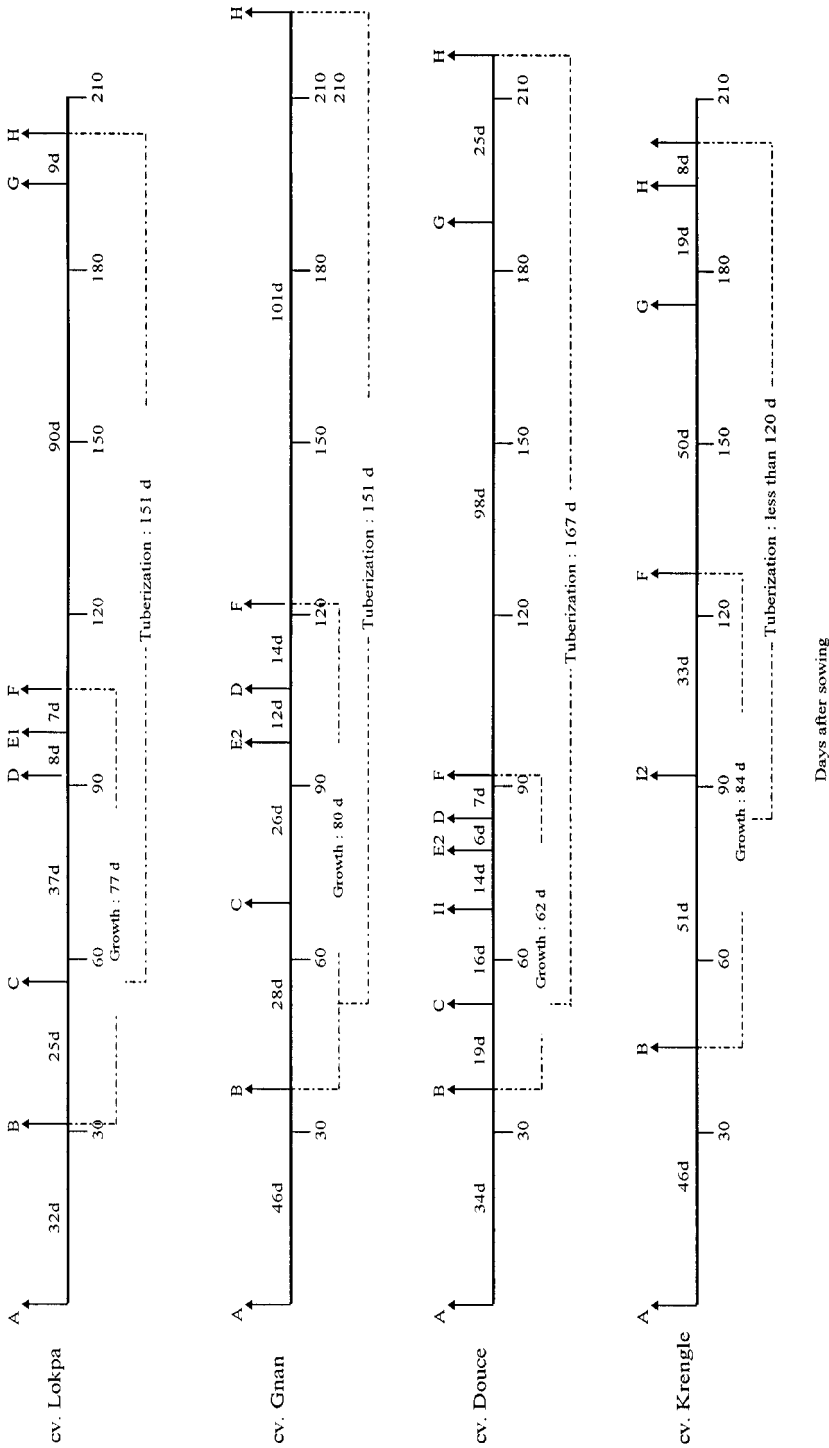 cv. Lokpa
A B C D E1 F G H
32d 25d 37d 8d 7d 90d 9d
30 60 90 120 150 180 210
Growth : 77 d
Tuberization : 151 d
cv. Gnan
A B C E2 D F H
46d 28d 26d 12d 14d 101d
30 60 90 120 150 180 210
210
Growth : 80 d
Tuberization : 151 d
cv. Douce
A B C I1 E2 D F G H
34d 19d 16d 14d 6d 7d 98d 25d
30 60 90 120 150 180 210
Growth : 62 d
Tuberization : 167 d
cv. Krengle
A B I2 F G H
46d 51d 33d 50d 19d 8d
30 60 90 120 150 180 210
Growth : 84 d
Tuberization : less than 120 d
Days after sowing